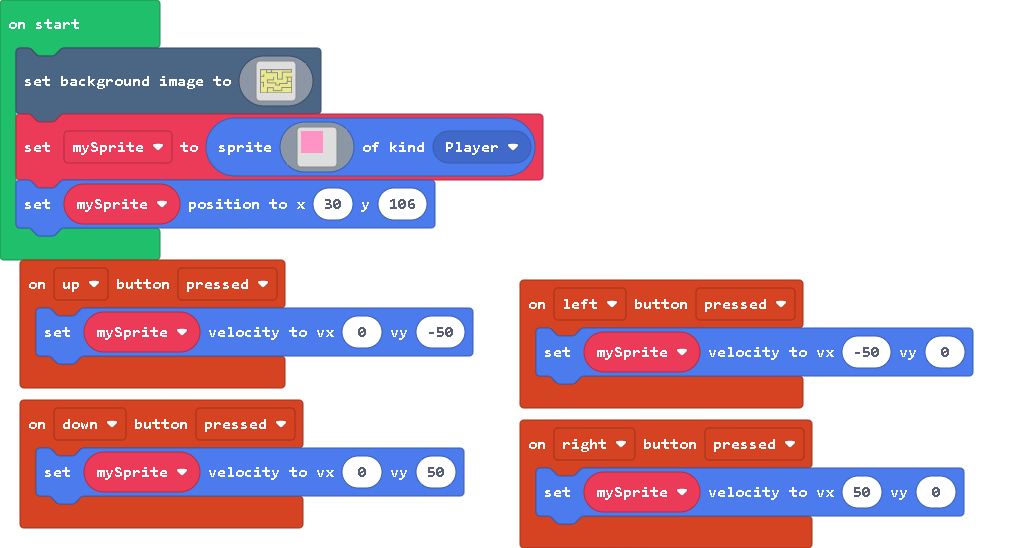 on start
set background image to
set mySprite to sprite of kind Player
set mySprite position to x 30 y 106
on up button pressed
set mySprite velocity to vx 0 vy -50
on down button pressed
set mySprite velocity to vx 0 vy 50
on left button pressed
set mySprite velocity to vx -50 vy 0
on right button pressed
set mySprite velocity to vx 50 vy 0